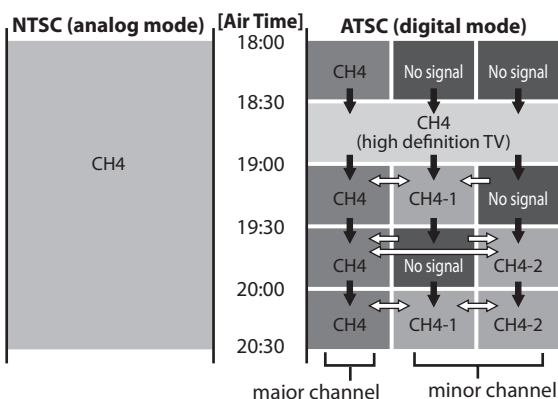 NTSC (analog mode)
[Air Time]
ATSC (digital mode)
18:00
CH4
No signal
No signal
18:30
CH4
(high definition TV)
CH4
19:00
CH4
CH4-1
No signal
19:30
CH4
No signal
CH4-2
20:00
CH4
CH4-1
CH4-2
20:30
major channel
minor channel